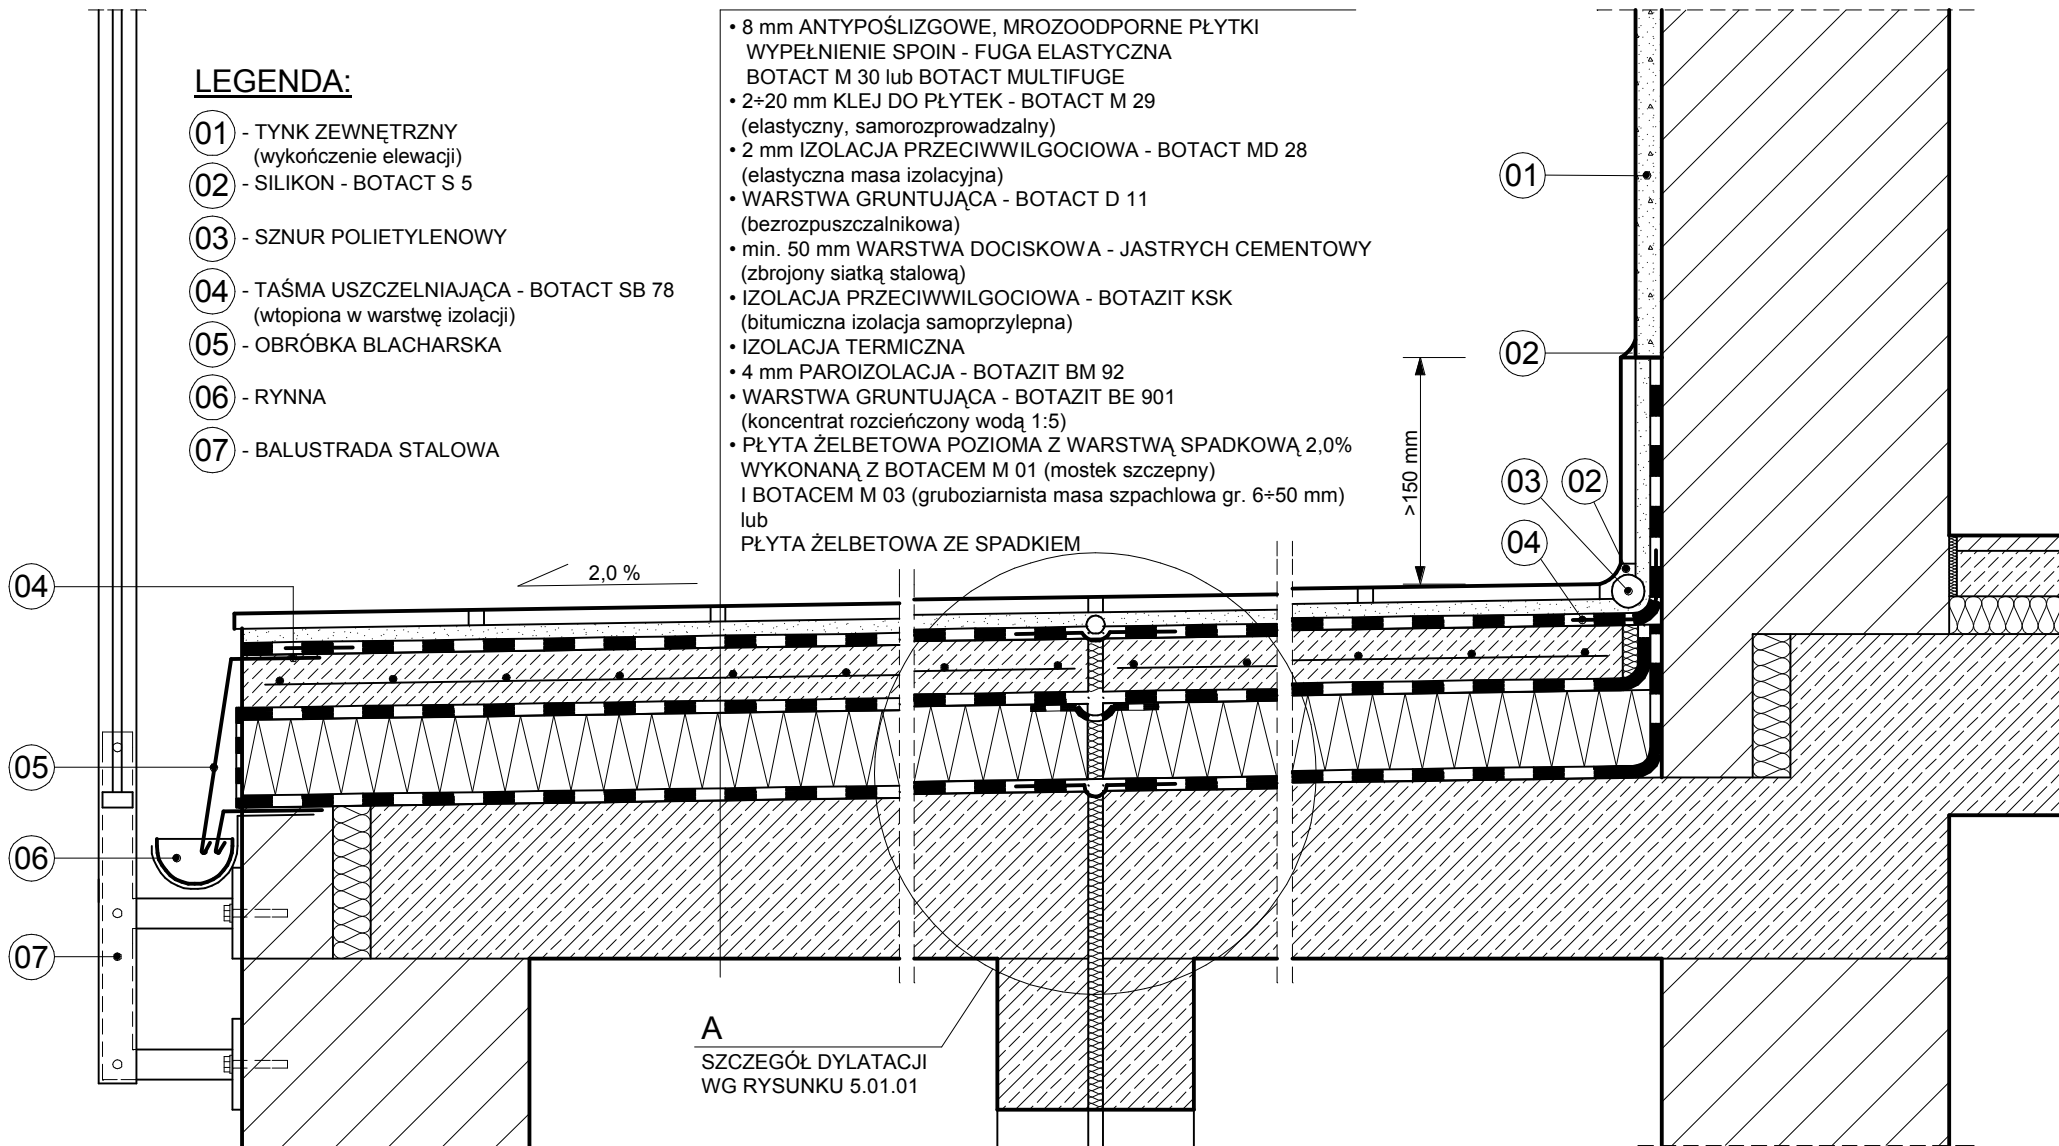 LEGENDA:
01 - TYNK ZEWNĘTRZNY
(wykończenie elewacji)
02 - SILIKON - BOTACT S 5
03 - SZNUR POLIETYLENOWY
04 - TAŚMA USZCZELNIAJĄCA - BOTACT SB 78
(wtopiona w warstwę izolacji)
05 - OBRÓBKA BLACHARSKA
06 - RYNNA
07 - BALUSTRADA STALOWA
• 8 mm ANTYPOŚLIZGOWE, MROZOODPORNE PŁYTKI
WYPEŁNIENIE SPOIN - FUGA ELASTYCZNA
BOTACT M 30 lub BOTACT MULTIFUGE
• 2÷20 mm KLEJ DO PŁYTEK - BOTACT M 29
(elastyczny, samorozprowadzalny)
• 2 mm IZOLACJA PRZECIWWILGOCIOWA - BOTACT MD 28
(elastyczna masa izolacyjna)
• WARSTWA GRUNTUJĄCA - BOTACT D 11
(bezrozpuszczalnikowa)
• min. 50 mm WARSTWA DOCISKOWA - JASTRYCH CEMENTOWY
(zbrojony siatką stalową)
• IZOLACJA PRZECIWWILGOCIOWA - BOTAZIT KSK
(bitumiczna izolacja samoprzylepna)
• IZOLACJA TERMICZNA
• 4 mm PAROIZOLACJA - BOTAZIT BM 92
• WARSTWA GRUNTUJĄCA - BOTAZIT BE 901
(koncentrat rozcieńczony wodą 1:5)
• PŁYTA ŻELBETOWA POZIOMA Z WARSTWĄ SPADKOWĄ 2,0%
WYKONANĄ Z BOTACEM M 01 (mostek szczepny)
I BOTACEM M 03 (gruboziarnista masa szpachlowa gr. 6÷50 mm)
lub
PŁYTA ŻELBETOWA ZE SPADKIEM
01
02
>150 mm
03 02
04
04
2,0 %
05
06
07
A
SZCZEGÓŁ DYLATACJI
WG RYSUNKU 5.01.01